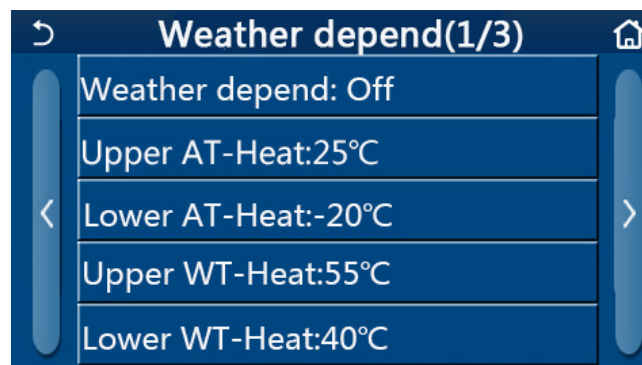 Weather depend(1/3)
Weather depend: Off
Upper AT-Heat:25℃
Lower AT-Heat:-20℃
Upper WT-Heat:55℃
Lower WT-Heat:40℃